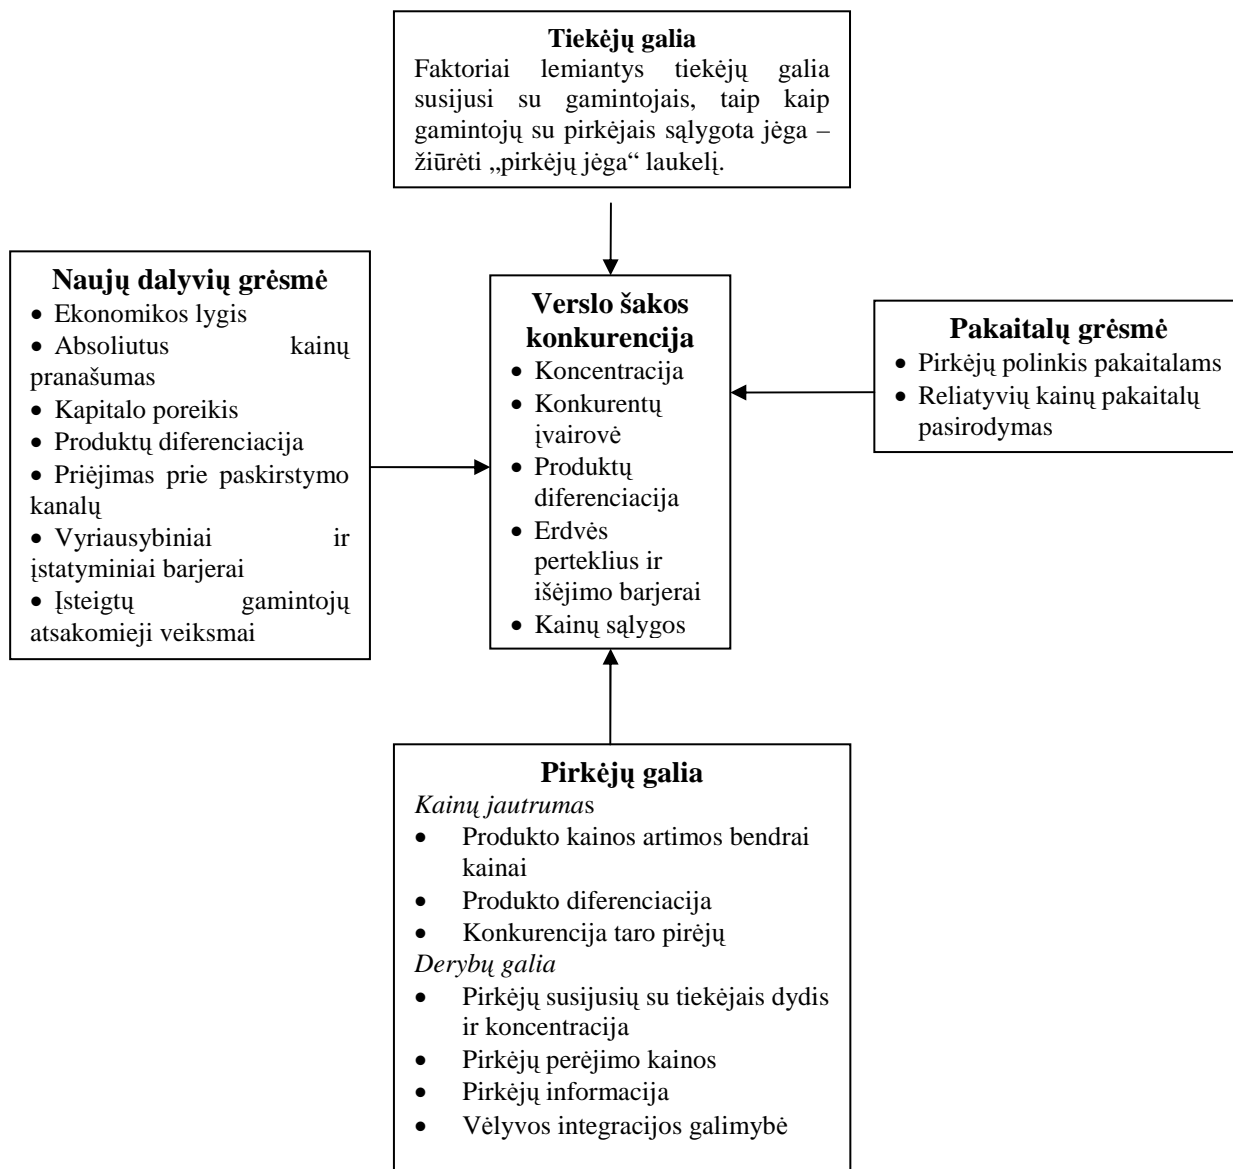 Tiekėjų galia
Faktoriai lemiantys tiekėjų galia
susijusi su gamintojais, taip kaip
gamintojų su pirkėjais sąlygota jėga –
žiūrėti „pirkėjų jėga“ laukelį.
Naujų dalyvių grėsmė
• Ekonomikos lygis
• Absoliutus kainų
pranašumas
• Kapitalo poreikis
• Produktų diferenciacija
• Priėjimas prie paskirstymo
kanalų
• Vyriausybiniai ir
įstatyminiai barjerai
• Įsteigtų gamintojų
atsakomieji veiksmai
Verslo šakos
konkurencija
• Koncentracija
• Konkurentų
įvairovė
• Produktų
diferenciacija
• Erdvės
perteklius ir
išėjimo barjerai
• Kainų sąlygos
Pakaitalų grėsmė
• Pirkėjų polinkis pakaitalams
• Reliatyvių kainų pakaitalų
pasirodymas
Pirkėjų galia
Kainų jautrumas
• Produkto kainos artimos bendrai
kainai
• Produkto diferenciacija
• Konkurencija taro pirėjų
Derybų galia
• Pirkėjų susijusių su tiekėjais dydis
ir koncentracija
• Pirkėjų perėjimo kainos
• Pirkėjų informacija
• Vėlyvos integracijos galimybė